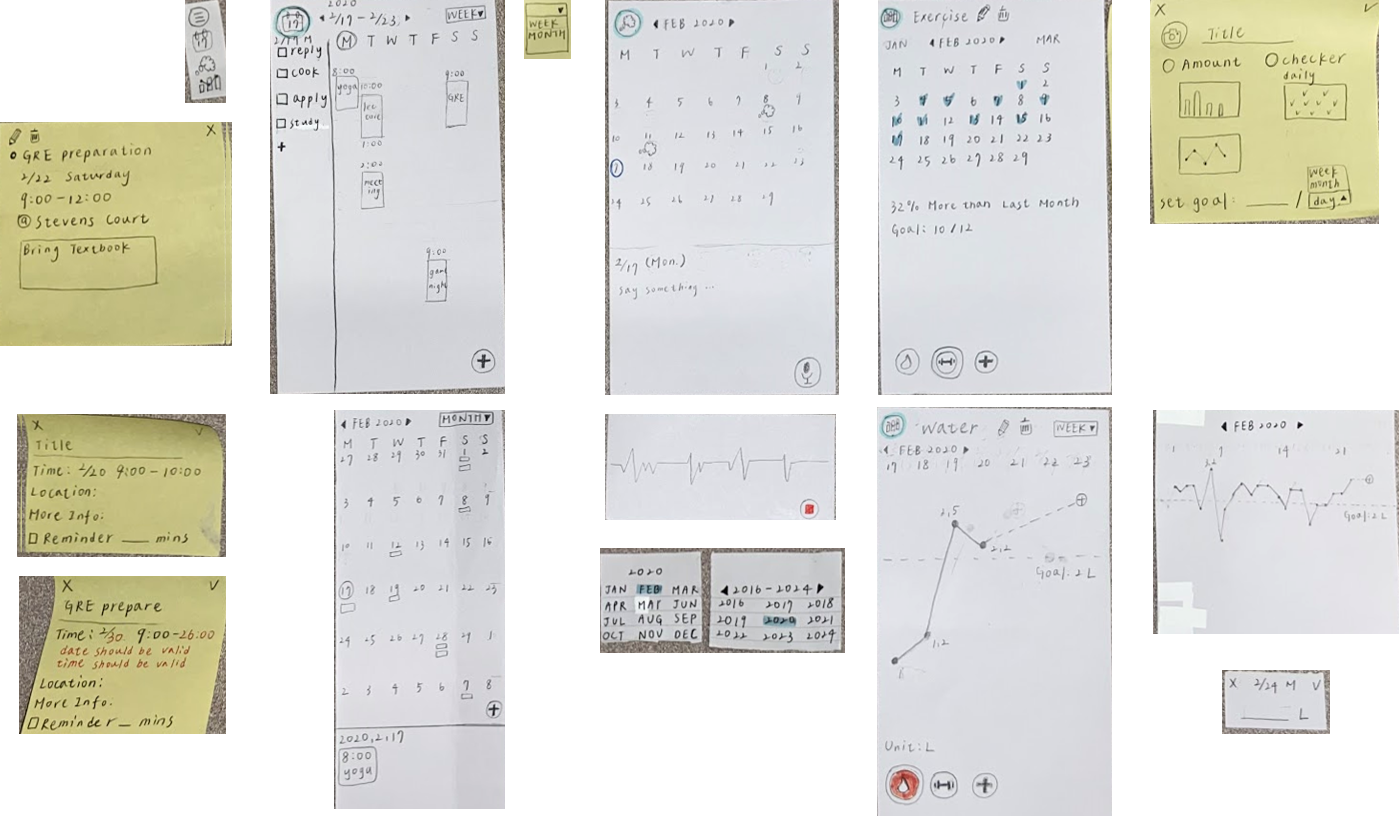 17
2020
17
2/17-2/23
WEEK▼
2/17 M
M T W T F S S
reply
cook
apply
study
+
8:00
yoga
10:00
1:00
2:00
meeting
9:00
GRE
9:00
game night
+
▼
WEEK
MONTH
◀ FEB 2020 ▶
M T W T F S S
1 2
3 4 5 6 7 8 9
10 11 12 13 14 15 16
17 18 19 20 21 22 23
24 25 26 27 28 29
2/17 (Mon.)
say something ...
Exercise
JAN ◀ FEB 2020 ▶ MAR
M T W T F S S
1 2
3 4 5 6 7 8 9
10 11 12 13 14 15 16
17 18 19 20 21 22 23
24 25 26 27 28 29
32% More than Last Month
Goal: 10/12
+
X V
Title
Amount
checker
daily
week
month
set goal: ____ / day▲
X
GRE preparation
2/22 Saturday
9:00-12:00
@ Stevens Court
Bring Textbook
X V
Title
Time: 2/20 9:00-10:00
Location:
More Info:
Reminder ___ mins
X V
GRE prepare
Time: 2/30 9:00-26:00
date should be valid
time should be valid
Location:
More Info.
Reminder _ mins
◀ FEB 2020 ▶
MONTH▼
M T W T F S S
27 28 29 30 31 1 2
3 4 5 6 7 8 9
10 11 12 13 14 15 16
17 18 19 20 21 22 23
24 25 26 27 28 29 1
2 3 4 5 6 7 8
+
2020.2.17
8:00
yoga
2020
JAN FEB MAR
APR MAY JUN
JUL AUG SEP
OCT NOV DEC
◀ 2016-2024 ▶
2016 2017 2018
2019 2020 2021
2022 2023 2024
Water
WEEK▼
◀ FEB 2020 ▶
17 18 19 20 21 22 23
2.5
2.2
Goal: 2L
1.2
Unit: L
+
◀ FEB 2020 ▶
1 7 14 21
3.2
Goal: 2L
X 2/24 M V
____ L